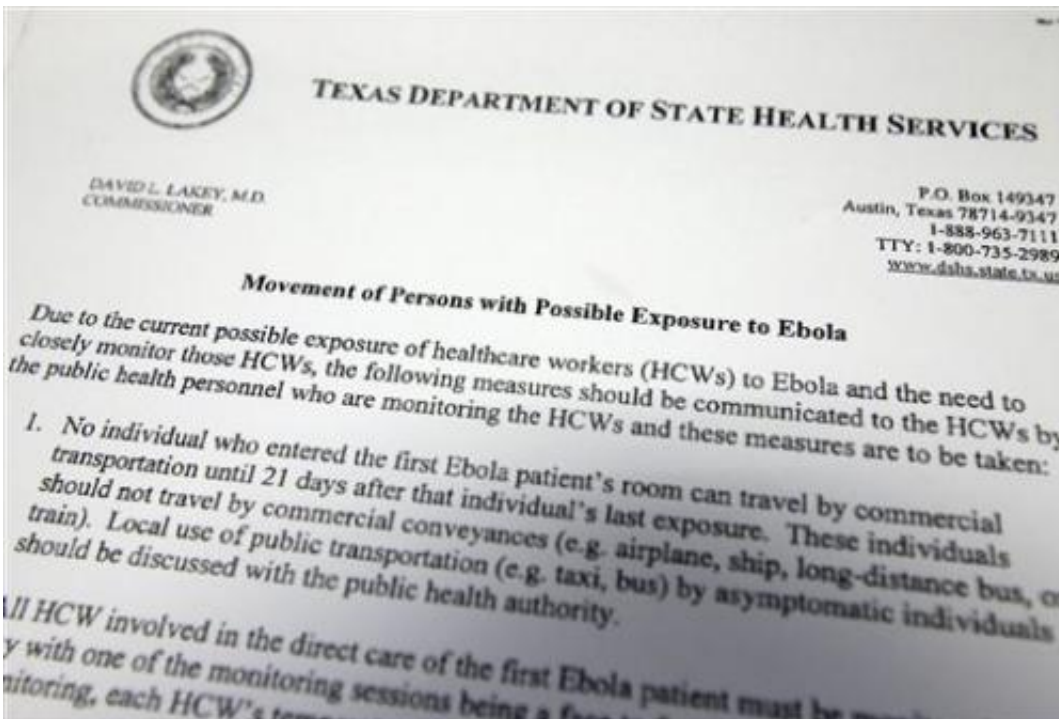 TEXAS DEPARTMENT OF STATE HEALTH SERVICES
DAVID L. LAKEY, M.D.
COMMISSIONER
P.O. Box 149347
Austin, Texas 78714-9347
1-888-963-7111
TTY: 1-800-735-2989
www.dshs.state.tx.us
Movement of Persons with Possible Exposure to Ebola
Due to the current possible exposure of healthcare workers (HCWs) to Ebola and the need to
closely monitor those HCWs, the following measures should be communicated to the HCWs by
the public health personnel who are monitoring the HCWs and these measures are to be taken:
1. No individual who entered the first Ebola patient's room can travel by commercial
transportation until 21 days after that individual's last exposure. These individuals
should not travel by commercial conveyances (e.g. airplane, ship, long-distance bus, or
train). Local use of public transportation (e.g. taxi, bus) by asymptomatic individuals
should be discussed with the public health authority.
All HCW involved in the direct care of the first Ebola patient must be
y with one of the monitoring sessions being a
nitoring, each HCW's